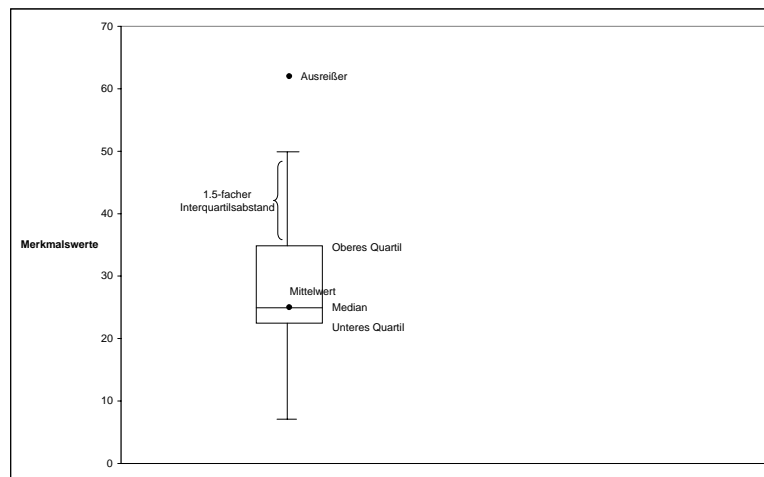 70
Ausreißer
60
50
1.5-facher
Interquartilsabstand
40
Merkmalswerte
Oberes Quartil
30
Mittelwert
Median
Unteres Quartil
20
10
0